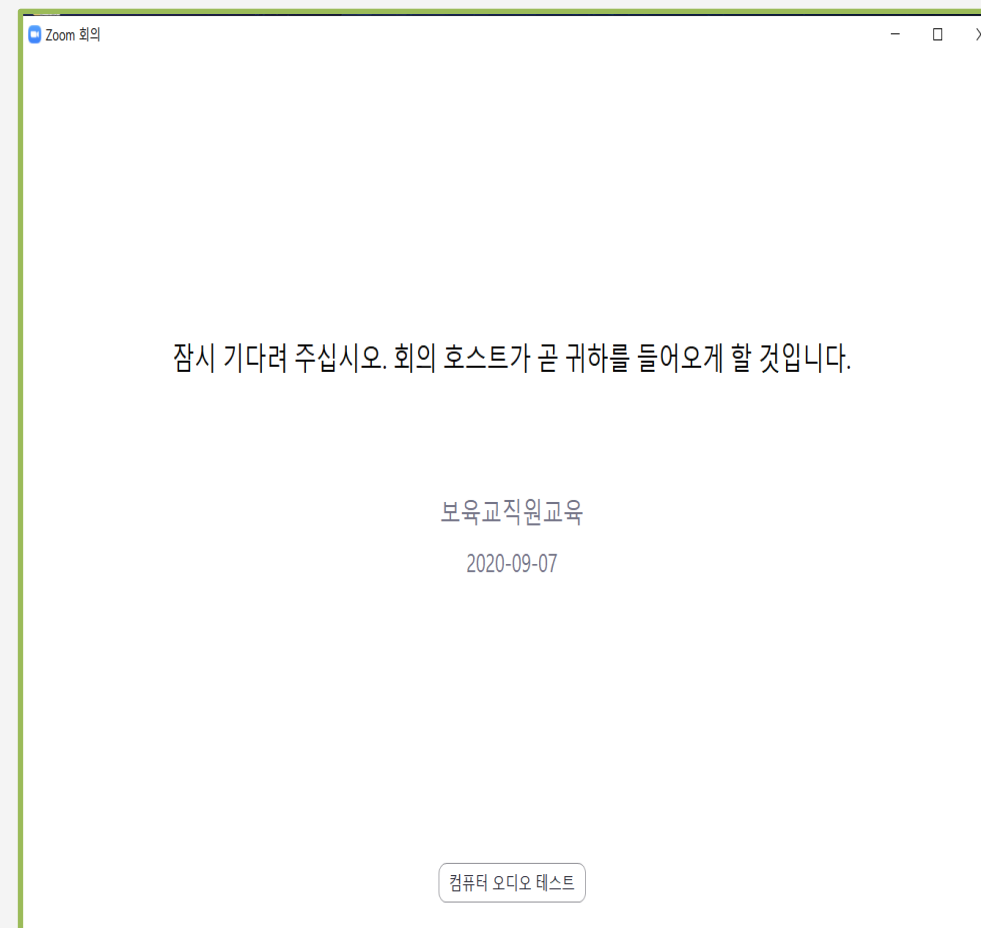 Zoom 회의
잠시 기다려 주십시오. 회의 호스트가 곧 귀하를 들어오게 할 것입니다.
보육교직원교육
2020-09-07
컴퓨터 오디오 테스트